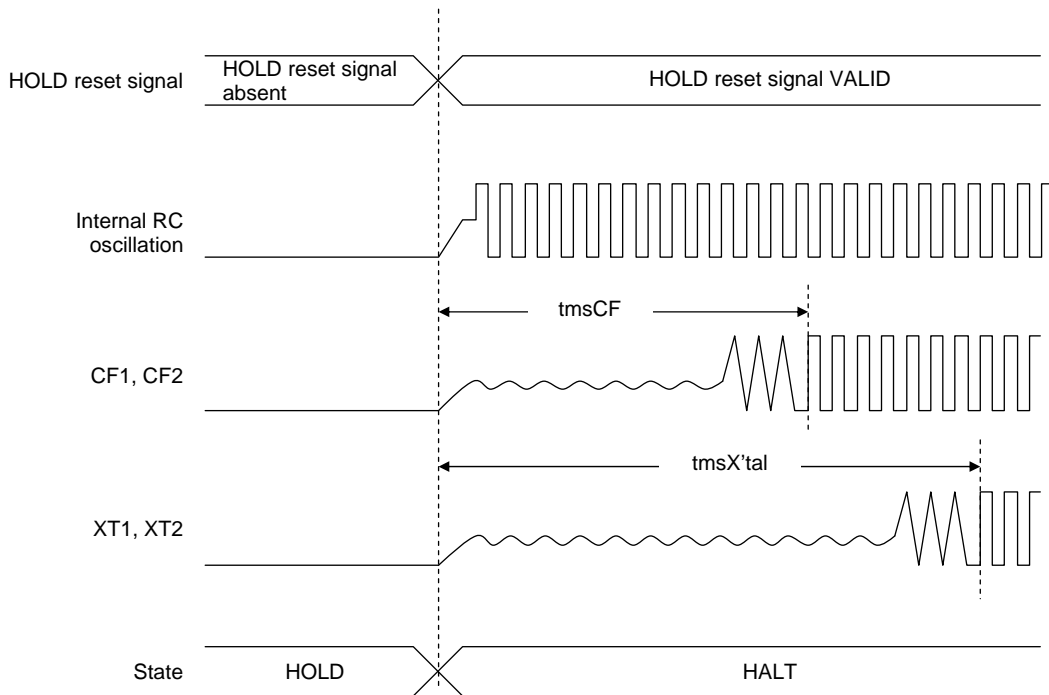 HOLD reset signal
HOLD reset signal
absent
HOLD reset signal VALID
Internal RC
oscillation
tmsCF
CF1, CF2
tmsX’tal
XT1, XT2
State
HOLD
HALT